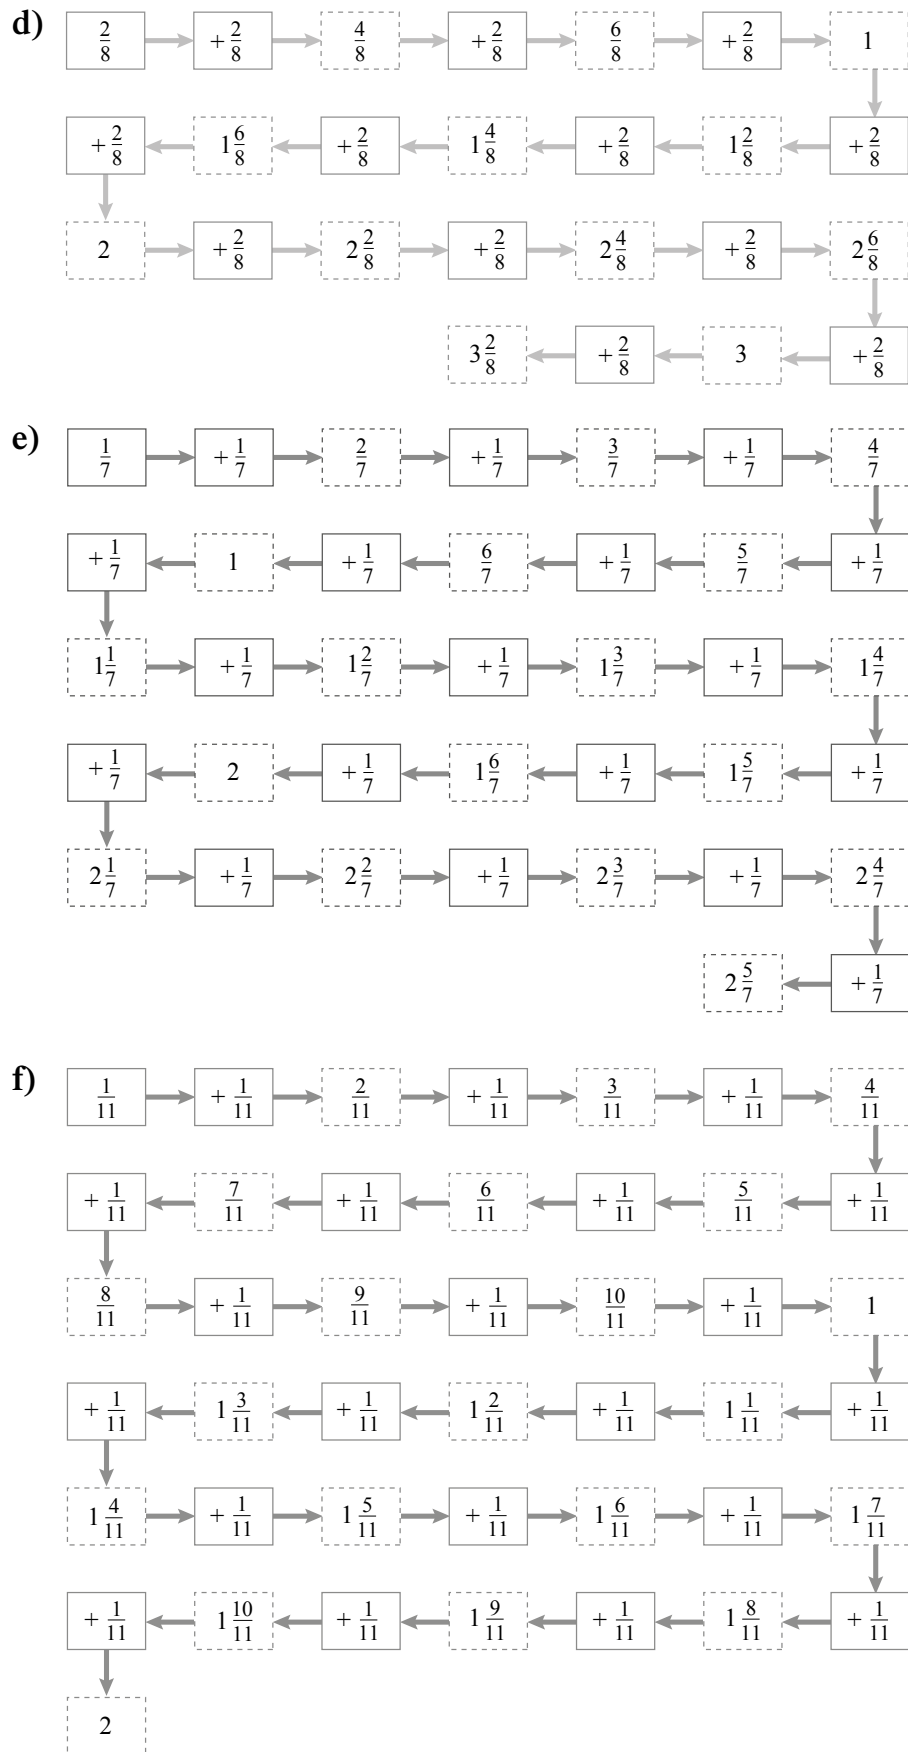 d) 2/8 + 2/8 4/8 + 2/8 6/8 + 2/8 1
+ 2/8 1 6/8 + 2/8 1 4/8 + 2/8 1 2/8 + 2/8
2 + 2/8 2 2/8 + 2/8 2 4/8 + 2/8 2 6/8
3 2/8 + 2/8 3 + 2/8
e) 1/7 + 1/7 2/7 + 1/7 3/7 + 1/7 4/7
+ 1/7 1 + 1/7 6/7 + 1/7 5/7 + 1/7
1 1/7 + 1/7 1 2/7 + 1/7 1 3/7 + 1/7 1 4/7
+ 1/7 2 + 1/7 1 6/7 + 1/7 1 5/7 + 1/7
2 1/7 + 1/7 2 2/7 + 1/7 2 3/7 + 1/7 2 4/7
2 5/7 + 1/7
f) 1/11 + 1/11 2/11 + 1/11 3/11 + 1/11 4/11
+ 1/11 7/11 + 1/11 6/11 + 1/11 5/11 + 1/11
8/11 + 1/11 9/11 + 1/11 10/11 + 1/11 1
+ 1/11 1 3/11 + 1/11 1 2/11 + 1/11 1 1/11 + 1/11
1 4/11 + 1/11 1 5/11 + 1/11 1 6/11 + 1/11 1 7/11
+ 1/11 1 10/11 + 1/11 1 9/11 + 1/11 1 8/11 + 1/11
2